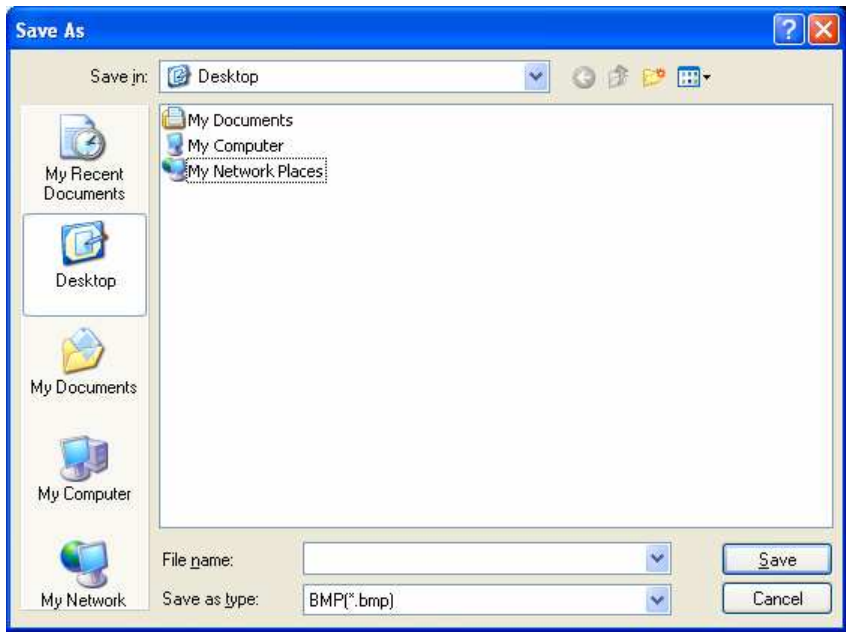 Save As
Save in: Desktop
My Documents
My Computer
My Network Places
My Recent
Documents
Desktop
My Documents
My Computer
My Network
File name:
Save
Save as type: BMP(*.bmp)
Cancel